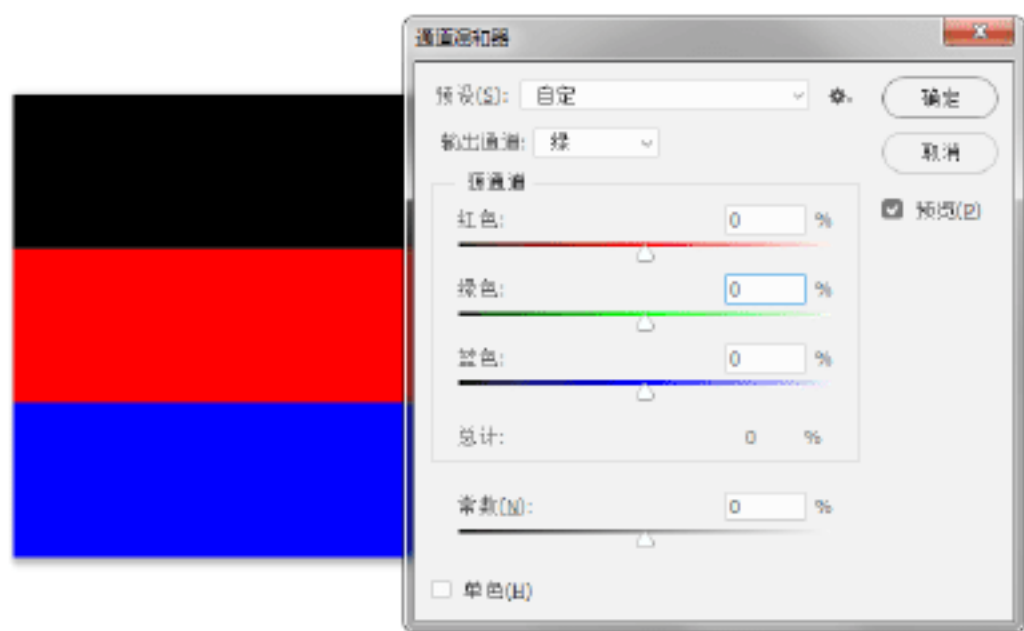 通道混和器
预设(S): 自定
确定
输出通道: 绿
取消
源通道
预览(P)
红色: 0 %
绿色: 0 %
蓝色: 0 %
总计: 0 %
常数(N): 0 %
单色(H)